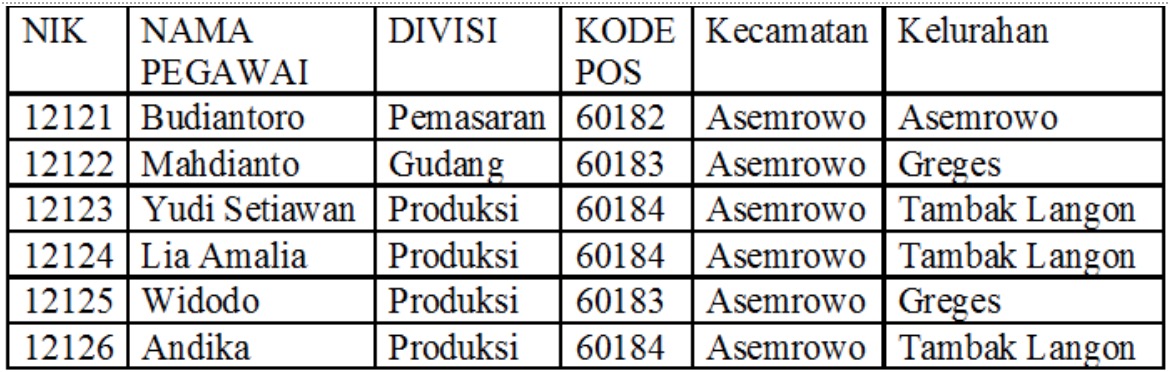 NIK NAMA PEGAWAI DIVISI KODE POS Kecamatan Kelurahan
12121 Budiantoro Pemasaran 60182 Asemrowo Asemrowo
12122 Mahdianto Gudang 60183 Asemrowo Greges
12123 Yudi Setiawan Produksi 60184 Asemrowo Tambak Langon
12124 Lia Amalia Produksi 60184 Asemrowo Tambak Langon
12125 Widodo Produksi 60183 Asemrowo Greges
12126 Andika Produksi 60184 Asemrowo Tambak Langon